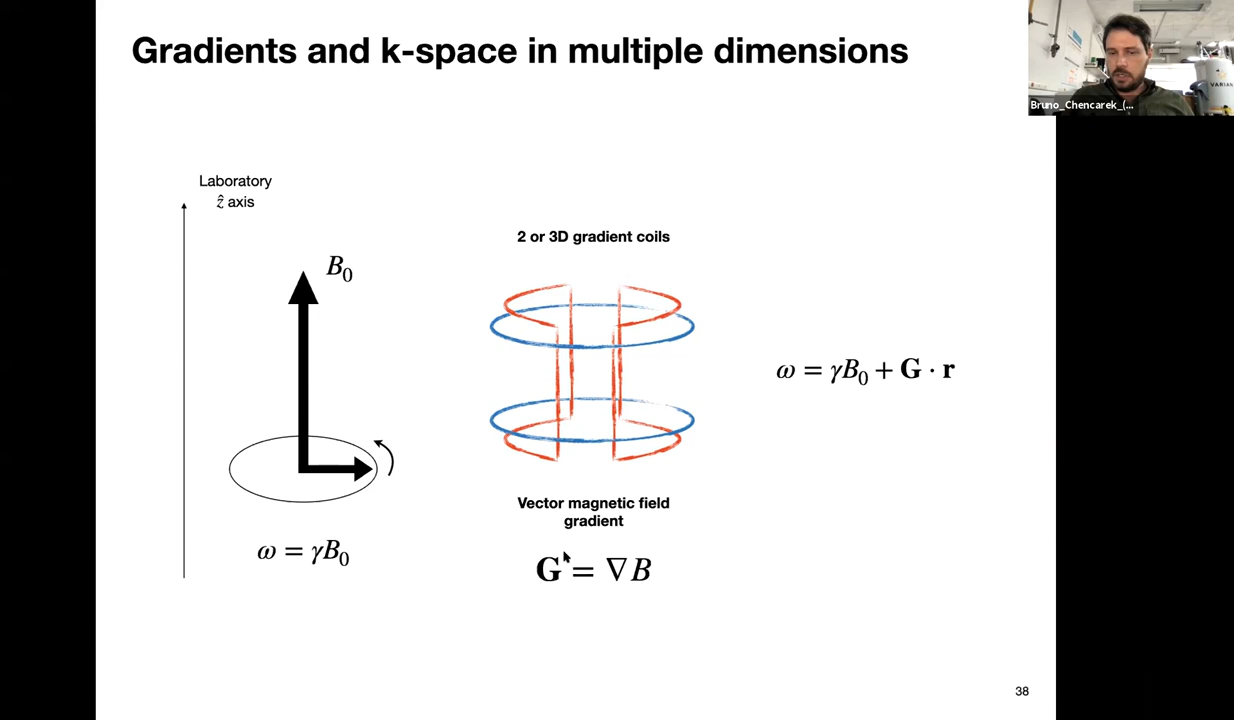 Gradients and k-space in multiple dimensions
VARIAN
Bruno_Chencarek_(...
Laboratory
ẑ axis
B₀
ω = γB₀
2 or 3D gradient coils
Vector magnetic field
gradient
G = ∇B
ω = γB₀ + G · r
38